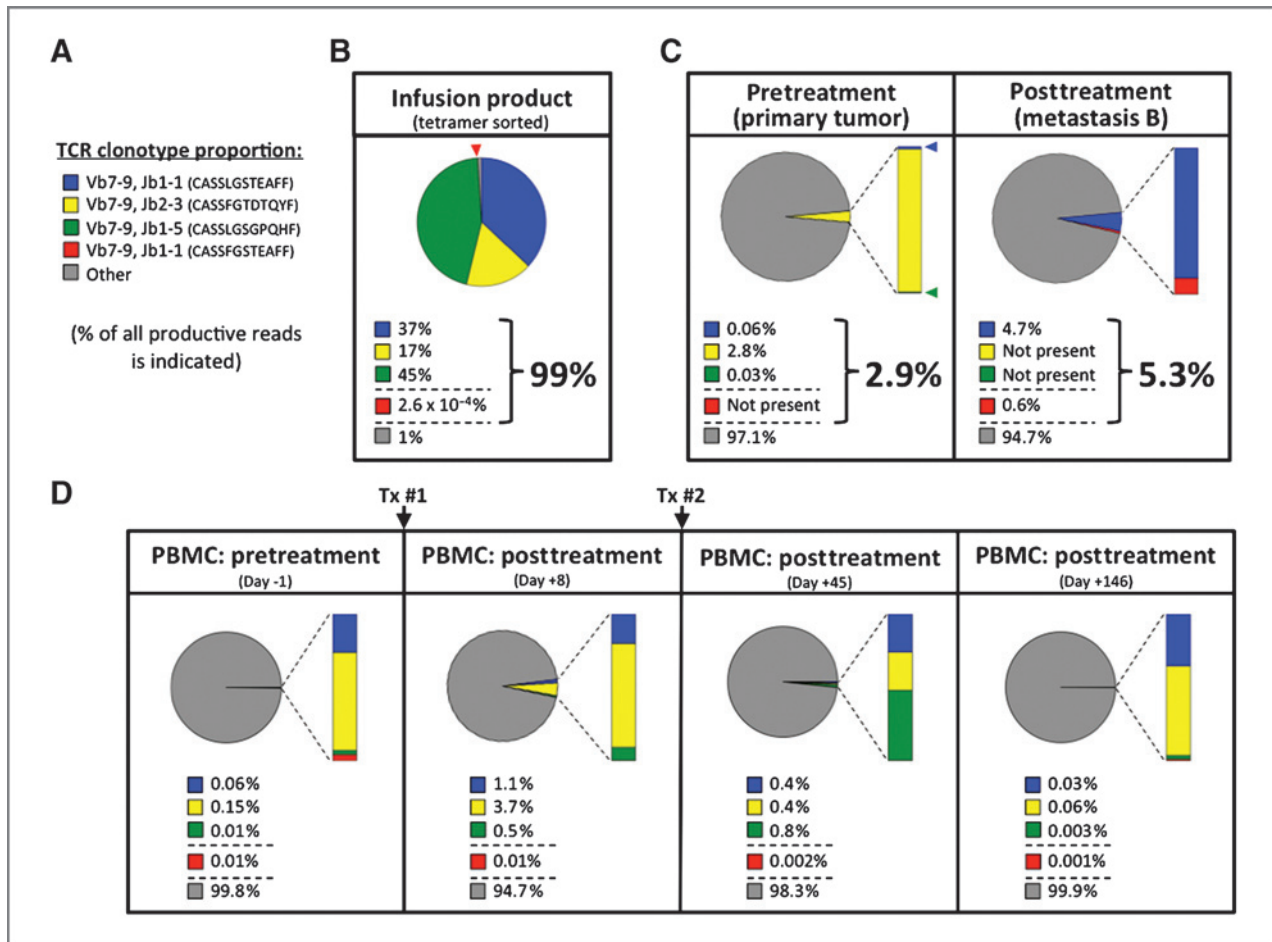 A
TCR clonotype proportion:
Vb7-9, Jb1-1 (CASSLGSTEAFF)
Vb7-9, Jb2-3 (CASSFGTDTQYF)
Vb7-9, Jb1-5 (CASSLGSGPQHF)
Vb7-9, Jb1-1 (CASSFGSTEAFF)
Other
(% of all productive reads
is indicated)
B
Infusion product
(tetramer sorted)
37%
17%
45%
2.6 x 10⁻⁴%
1%
99%
C
Pretreatment
(primary tumor)
0.06%
2.8%
0.03%
Not present
97.1%
2.9%
Posttreatment
(metastasis B)
4.7%
Not present
Not present
0.6%
94.7%
5.3%
D
Tx #1
Tx #2
PBMC: pretreatment
(Day -1)
0.06%
0.15%
0.01%
0.01%
99.8%
PBMC: posttreatment
(Day +8)
1.1%
3.7%
0.5%
0.01%
94.7%
PBMC: posttreatment
(Day +45)
0.4%
0.4%
0.8%
0.002%
98.3%
PBMC: posttreatment
(Day +146)
0.03%
0.06%
0.003%
0.001%
99.9%